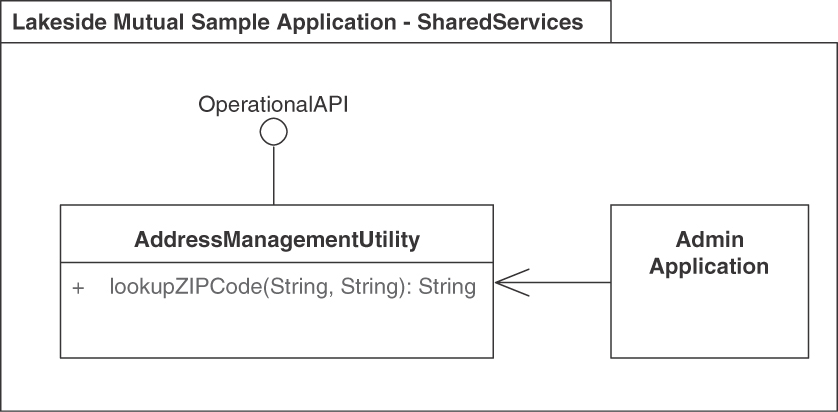 Lakeside Mutual Sample Application - SharedServices
OperationalAPI
AddressManagementUtility
+ lookupZIPCode(String, String): String
Admin
Application